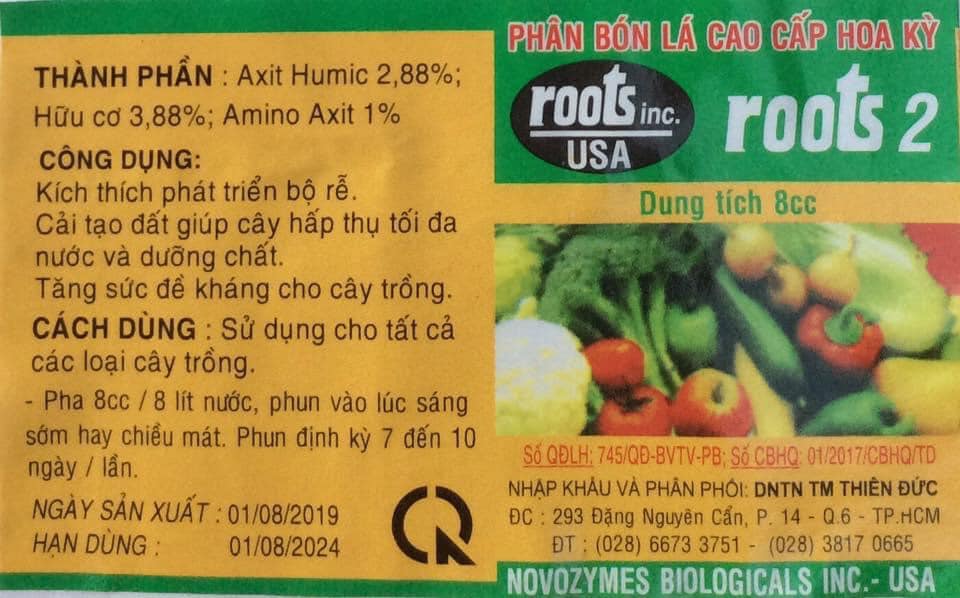 THÀNH PHẦN : Axit Humic 2,88%;
Hữu cơ 3,88%; Amino Axit 1%
CÔNG DỤNG:
Kích thích phát triển bộ rễ.
Cải tạo đất giúp cây hấp thụ tối đa
nước và dưỡng chất.
Tăng sức đề kháng cho cây trồng.
CÁCH DÙNG : Sử dụng cho tất cả
các loại cây trồng.
- Pha 8cc / 8 lít nước, phun vào lúc sáng
sớm hay chiều mát. Phun định kỳ 7 đến 10
ngày / lần.
NGÀY SẢN XUẤT : 01/08/2019
HẠN DÙNG : 01/08/2024
PHÂN BÓN LÁ CAO CẤP HOA KỲ
roots inc.
USA
roots 2
Dung tích 8cc
Số QĐLH: 745/QĐ-BVTV-PB; Số CBHQ: 01/2017/CBHQ/TD
NHẬP KHẨU VÀ PHÂN PHỐI: DNTN TM THIÊN ĐỨC
ĐC : 293 Đặng Nguyên Cẩn, P. 14 - Q.6 - TP.HCM
ĐT : (028) 6673 3751 - (028) 3817 0665
NOVOZYMES BIOLOGICALS INC.- USA